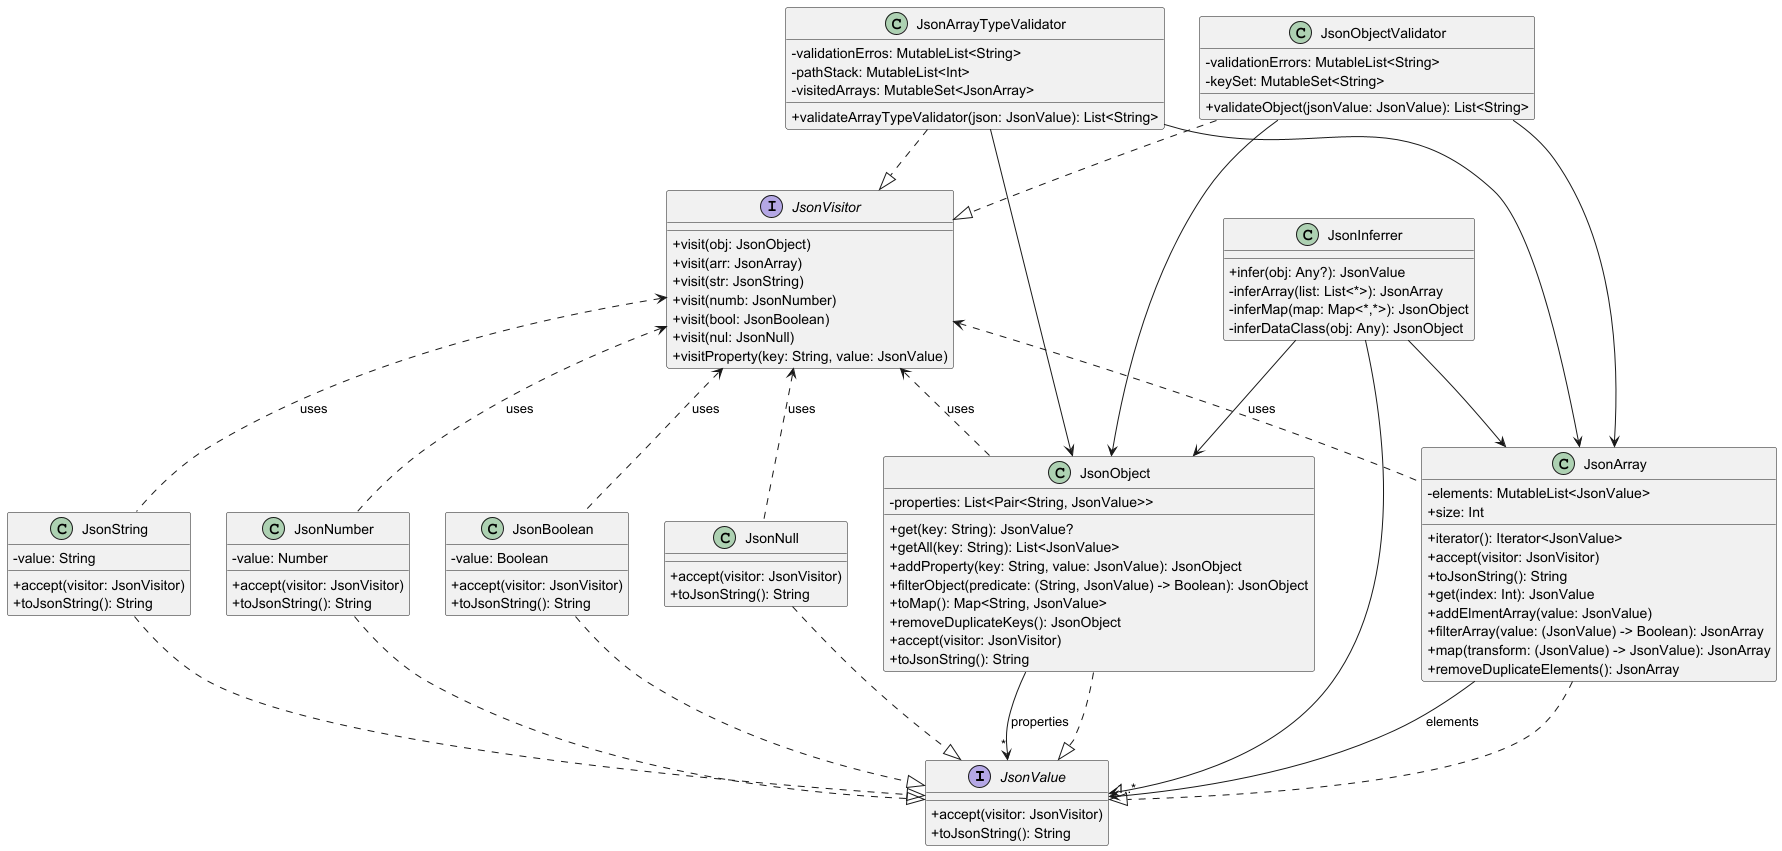 C JsonArrayTypeValidator
-validationErros: MutableList<String>
-pathStack: MutableList<Int>
-visitedArrays: MutableSet<JsonArray>
+validateArrayTypeValidator(json: JsonValue): List<String>
C JsonObjectValidator
-validationErrors: MutableList<String>
-keySet: MutableSet<String>
+validateObject(jsonValue: JsonValue): List<String>
I JsonVisitor
+visit(obj: JsonObject)
+visit(arr: JsonArray)
+visit(str: JsonString)
+visit(numb: JsonNumber)
+visit(bool: JsonBoolean)
+visit(nul: JsonNull)
+visitProperty(key: String, value: JsonValue)
C JsonInferrer
+infer(obj: Any?): JsonValue
-inferArray(list: List<*>): JsonArray
-inferMap(map: Map<*,*>): JsonObject
-inferDataClass(obj: Any): JsonObject
uses
uses
uses
uses
uses
uses
C JsonString
-value: String
+accept(visitor: JsonVisitor)
+toJsonString(): String
C JsonNumber
-value: Number
+accept(visitor: JsonVisitor)
+toJsonString(): String
C JsonBoolean
-value: Boolean
+accept(visitor: JsonVisitor)
+toJsonString(): String
C JsonNull
+accept(visitor: JsonVisitor)
+toJsonString(): String
C JsonObject
-properties: List<Pair<String, JsonValue>>
+get(key: String): JsonValue?
+getAll(key: String): List<JsonValue>
+addProperty(key: String, value: JsonValue): JsonObject
+filterObject(predicate: (String, JsonValue) -> Boolean): JsonObject
+toMap(): Map<String, JsonValue>
+removeDuplicateKeys(): JsonObject
+accept(visitor: JsonVisitor)
+toJsonString(): String
C JsonArray
-elements: MutableList<JsonValue>
+size: Int
+iterator(): Iterator<JsonValue>
+accept(visitor: JsonVisitor)
+toJsonString(): String
+get(index: Int): JsonValue
+addElmentArray(value: JsonValue)
+filterArray(value: (JsonValue) -> Boolean): JsonArray
+map(transform: (JsonValue) -> JsonValue): JsonArray
+removeDuplicateElements(): JsonArray
properties
*
elements
*
I JsonValue
+accept(visitor: JsonVisitor)
+toJsonString(): String